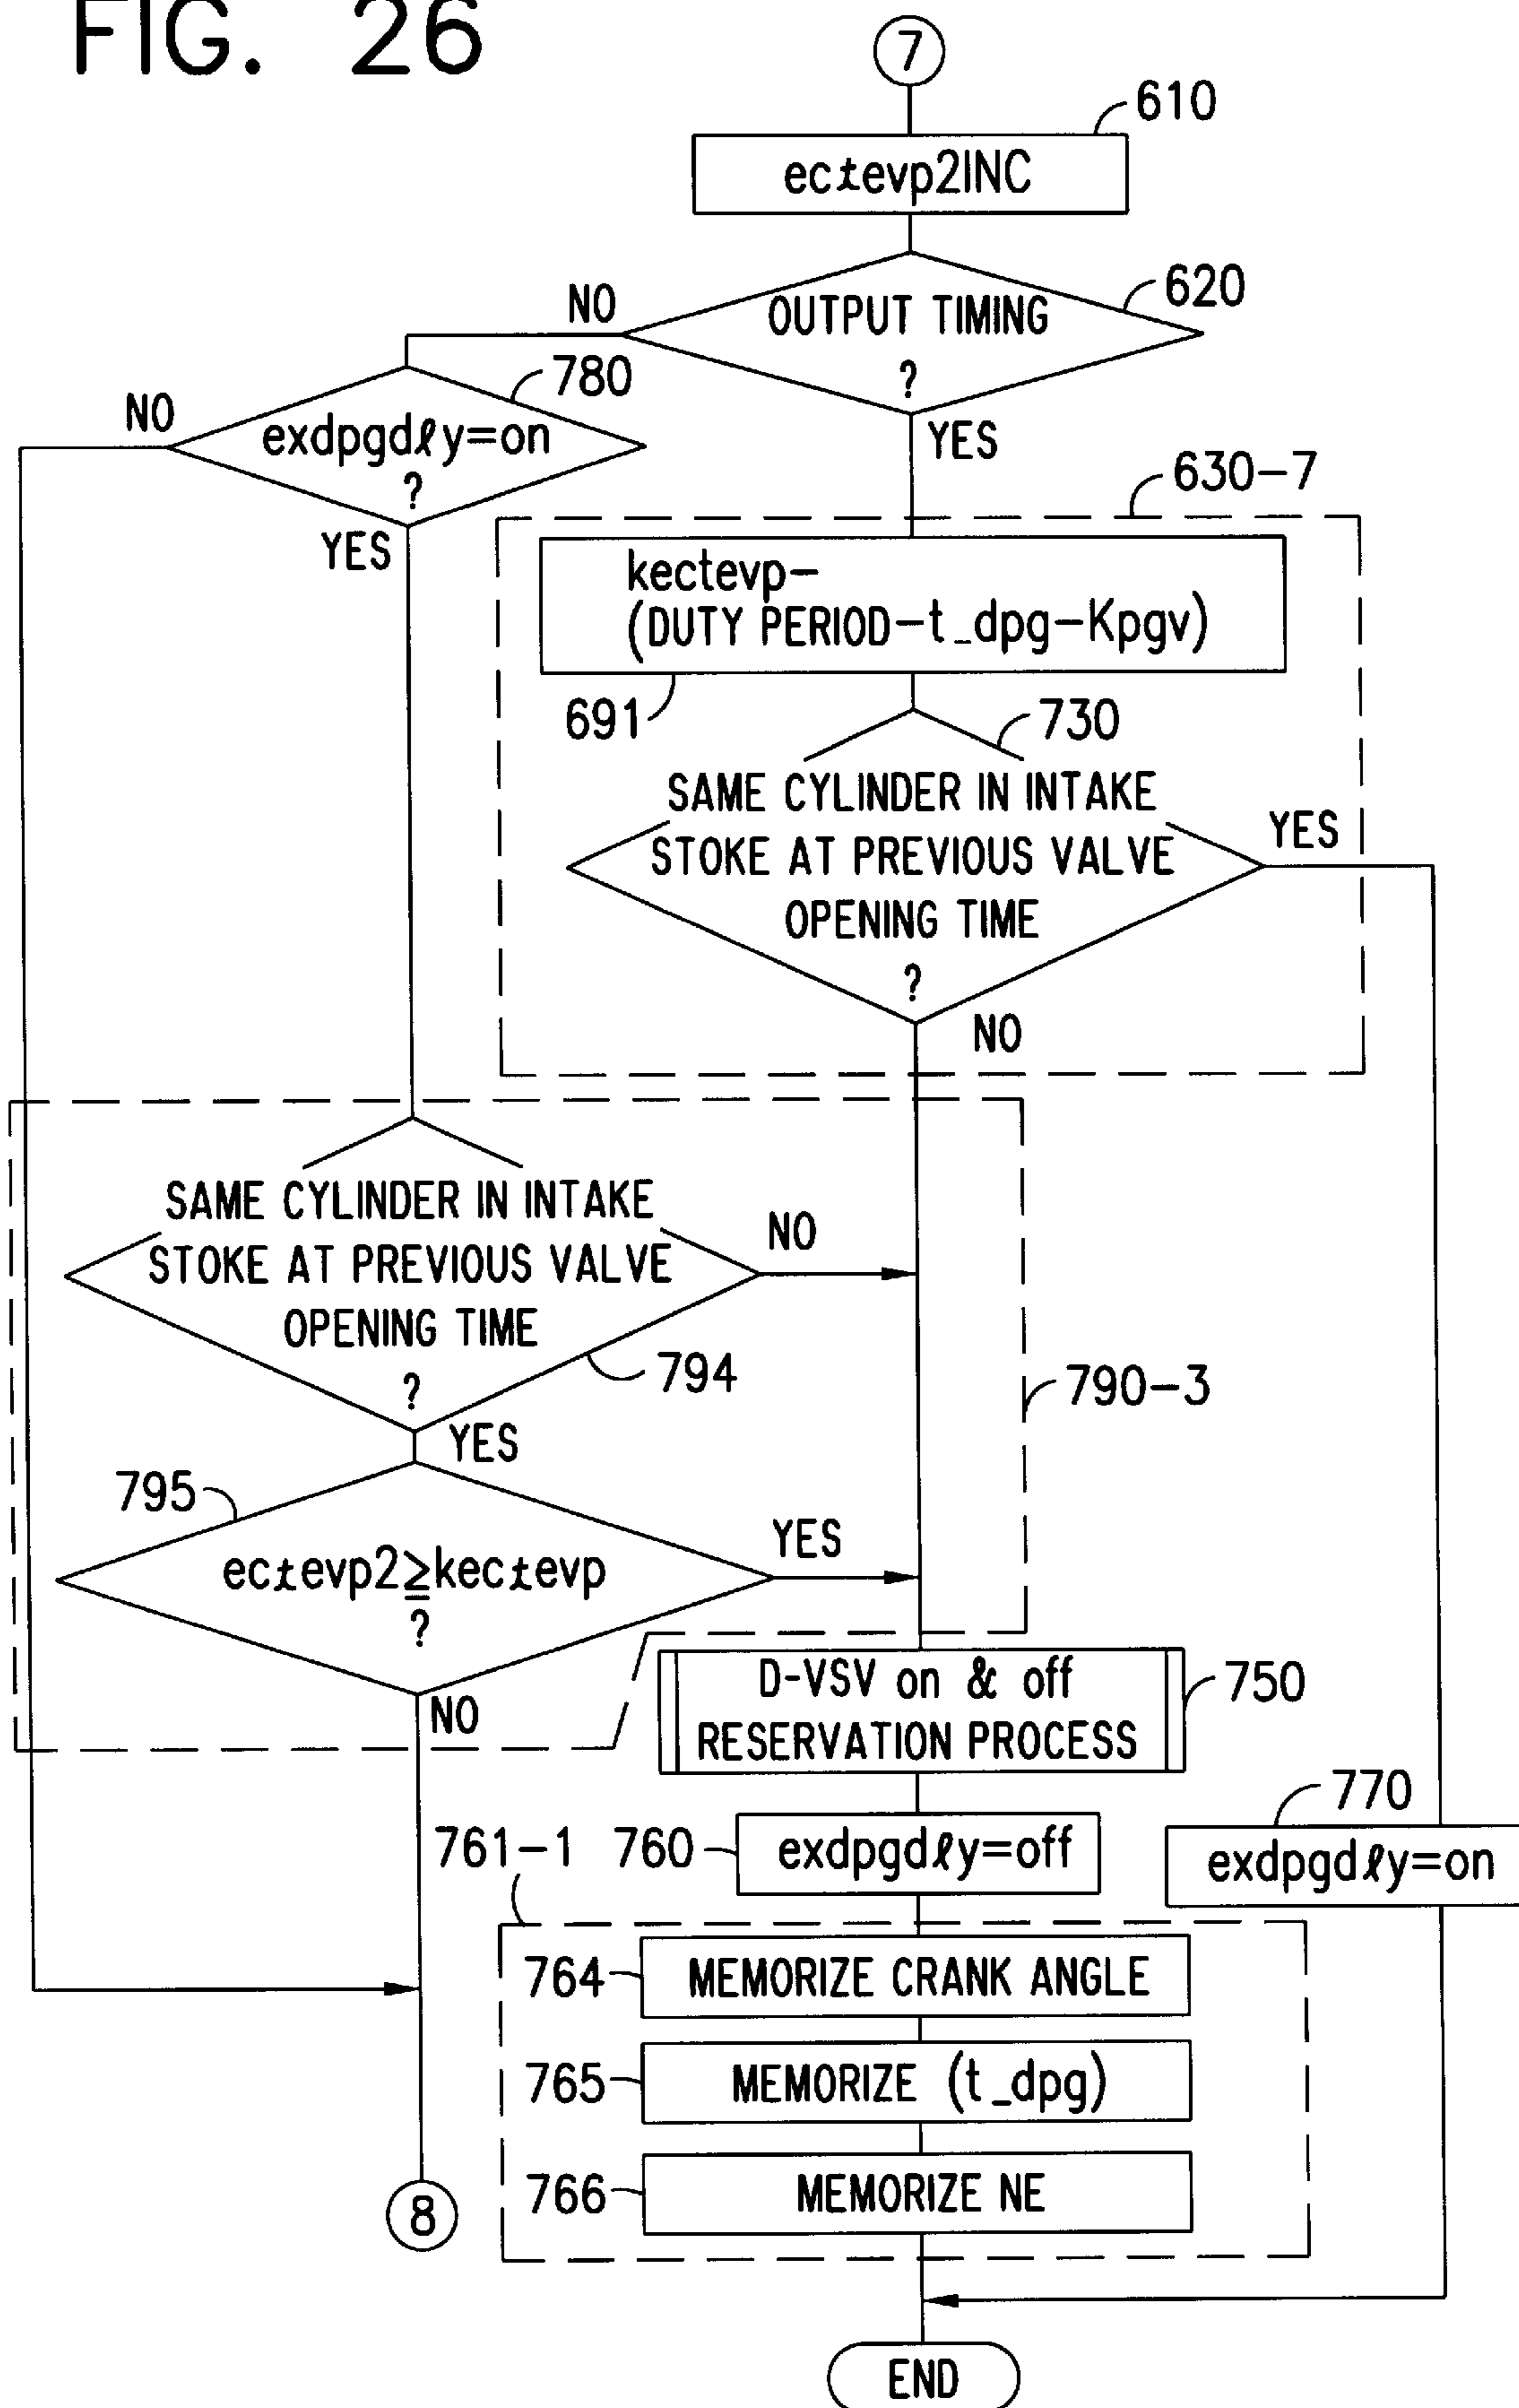 FIG. 26
7
610
ectevp2INC
620
OUTPUT TIMING
?
NO
YES
780
NO
exdpgdly=on
?
YES
630-7
kectevp-
(DUTY PERIOD-t_dpg-Kpgv)
691
730
SAME CYLINDER IN INTAKE
STOKE AT PREVIOUS VALVE
OPENING TIME
?
YES
NO
SAME CYLINDER IN INTAKE
STOKE AT PREVIOUS VALVE
OPENING TIME
?
NO
794
790-3
YES
795
ectevp2≧kectevp
?
YES
NO
D-VSV on & off
RESERVATION PROCESS
750
770
761-1
760
exdpgdly=off
exdpgdly=on
764
MEMORIZE CRANK ANGLE
765
MEMORIZE (t_dpg)
766
MEMORIZE NE
8
END